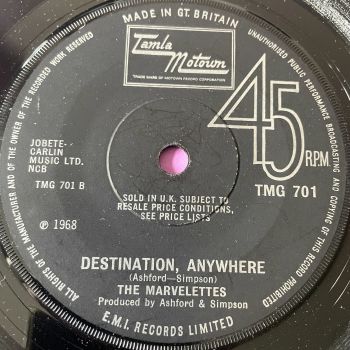 MADE IN GT. BRITAIN
UNAUTHORISED PUBLIC PERFORMANCE BROADCASTING AND COPYING OF THIS RECORD PROHIBITED
ALL RIGHTS OF THE MANUFACTURER AND OF THE OWNER OF THE RECORDED WORK RESERVED
Tamla
Motown
TRADE MARK OF MOTOWN RECORD CORPORATION
45
R.P.M.
JOBETE-
CARLIN
MUSIC LTD.
NCB
TMG 701 B
TMG 701
SOLD IN U.K. SUBJECT TO
RESALE PRICE CONDITIONS,
SEE PRICE LISTS
℗ 1968
DESTINATION, ANYWHERE
(Ashford—Simpson)
THE MARVELETTES
Produced by Ashford & Simpson
E.M.I. RECORDS LIMITED